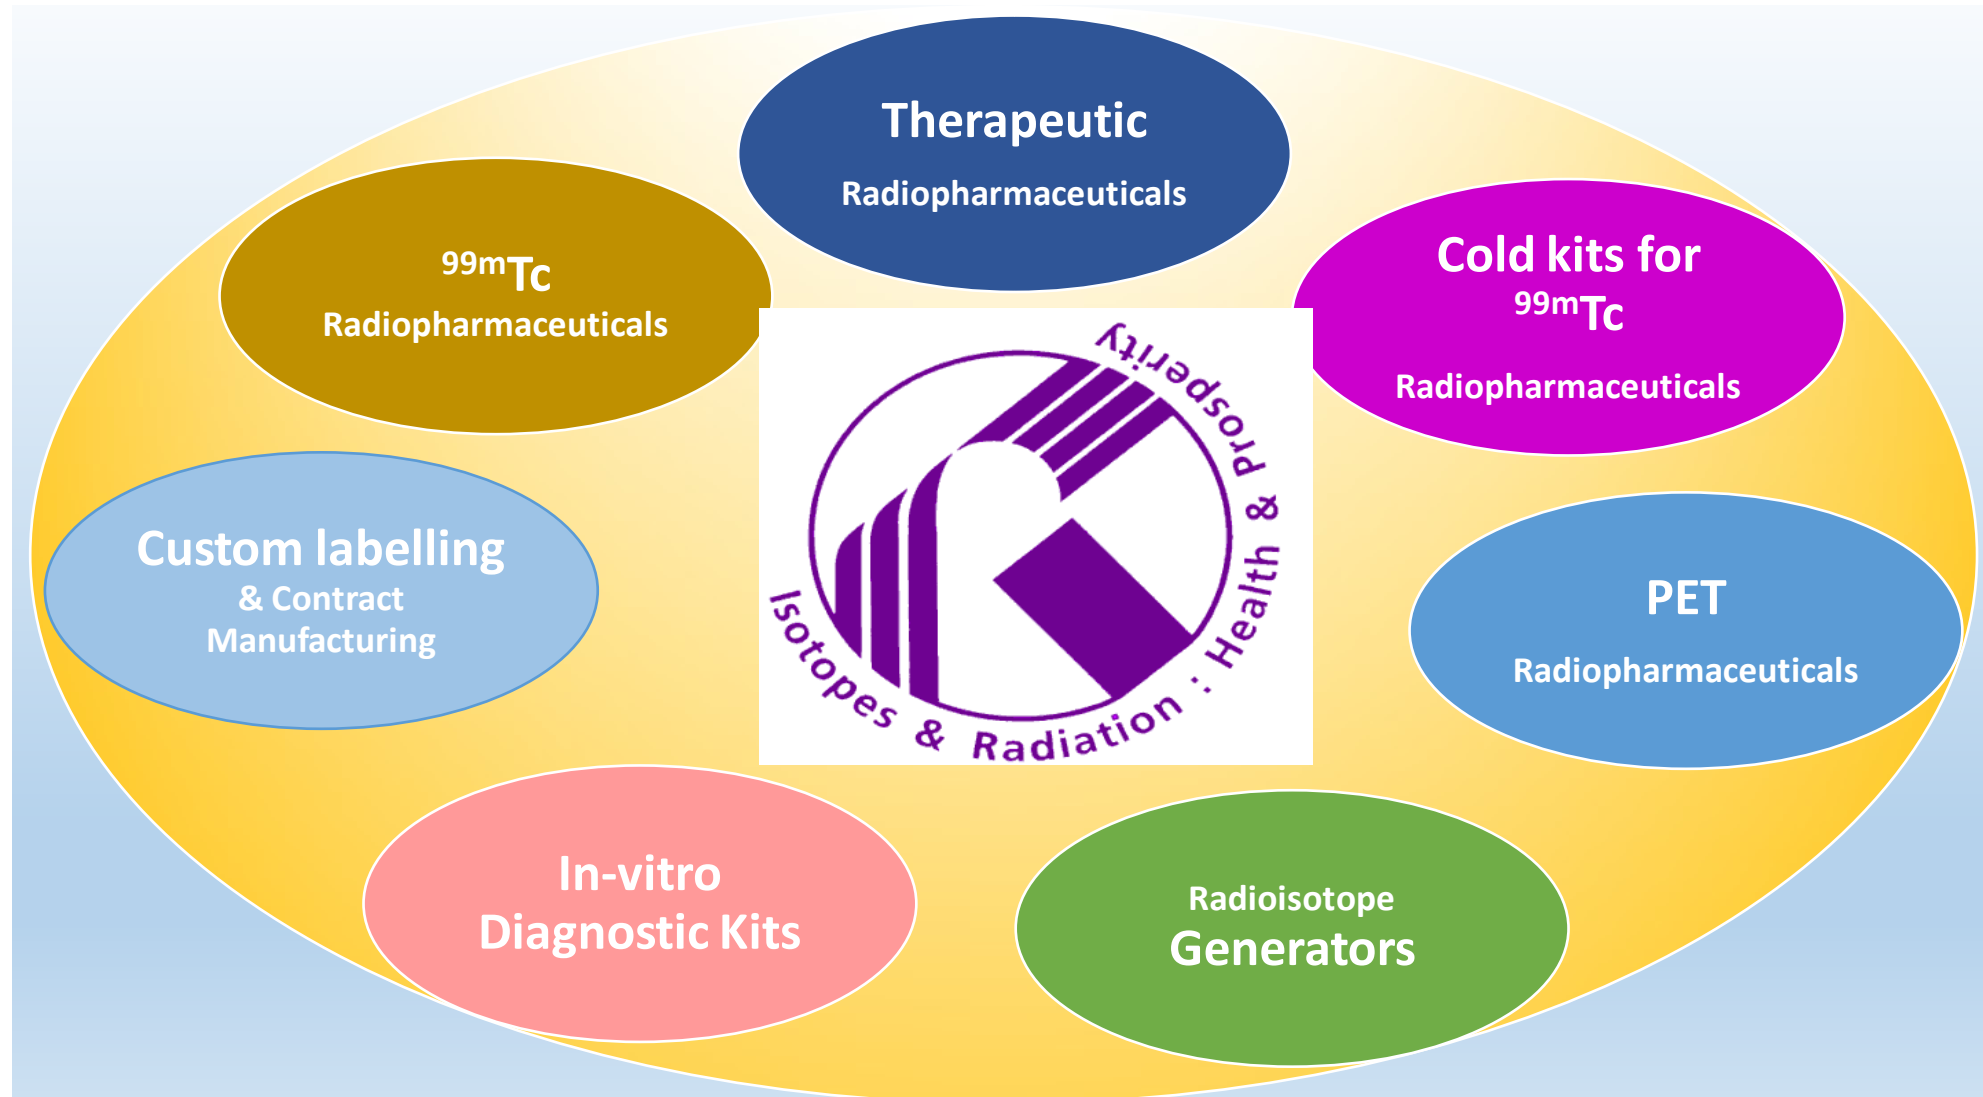 Therapeutic
Radiopharmaceuticals
99mTc
Radiopharmaceuticals
Cold kits for
99mTc
Radiopharmaceuticals
Isotopes & Radiation : Health & Prosperity
Custom labelling
& Contract
Manufacturing
PET
Radiopharmaceuticals
In-vitro
Diagnostic Kits
Radioisotope
Generators